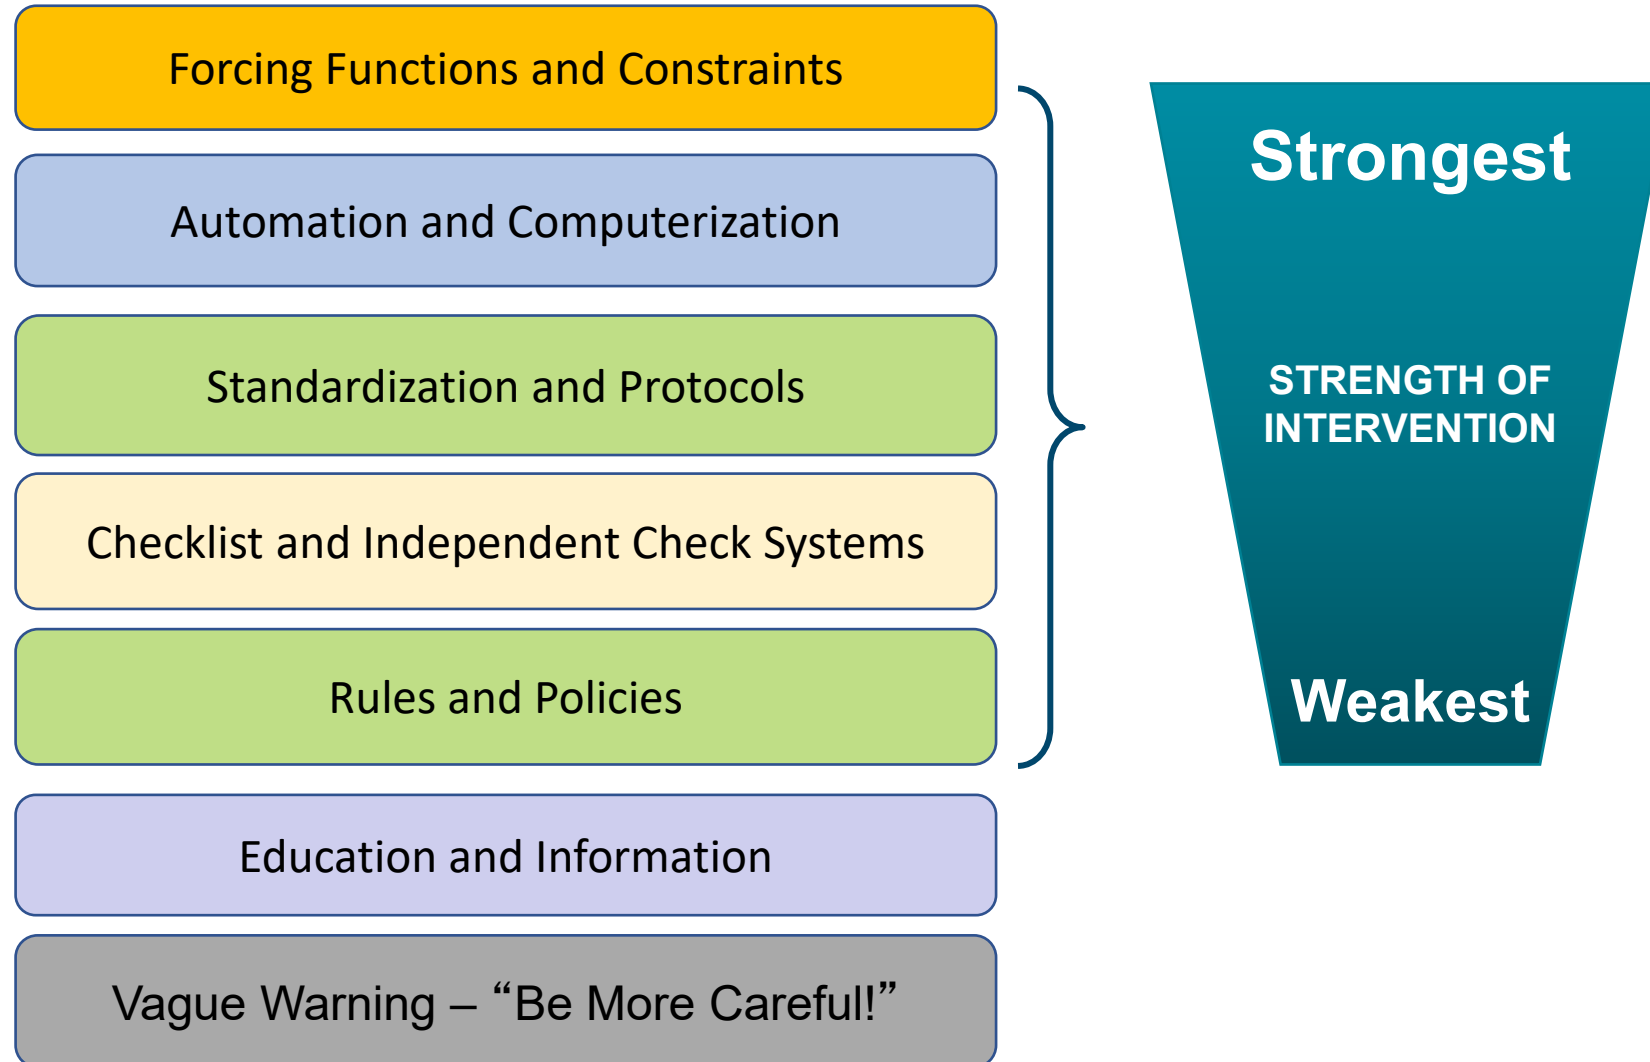 Forcing Functions and Constraints
Automation and Computerization
Standardization and Protocols
Checklist and Independent Check Systems
Rules and Policies
Education and Information
Vague Warning – “Be More Careful!”
Strongest
STRENGTH OF
INTERVENTION
Weakest